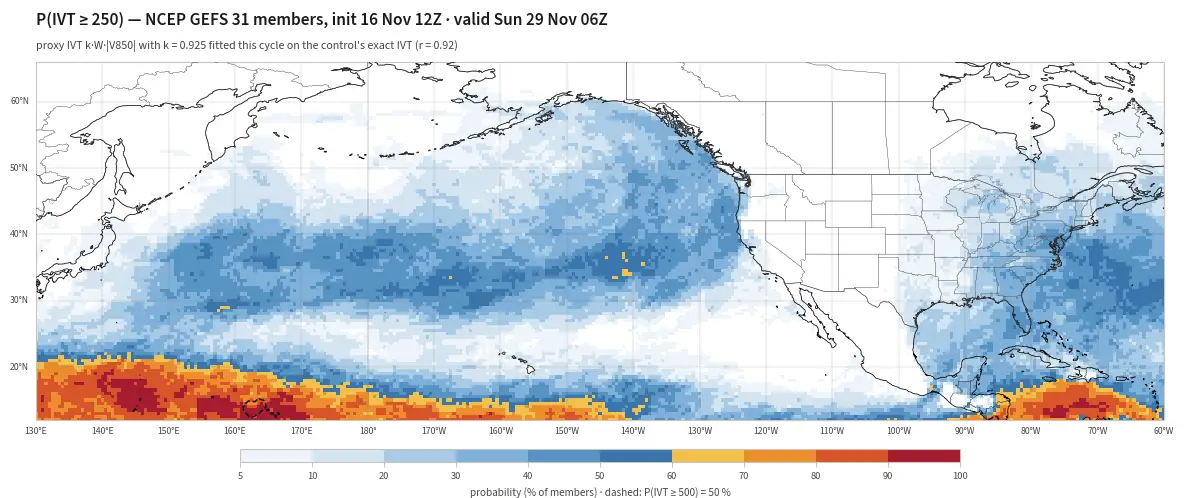 P(IVT ≥ 250) — NCEP GEFS 31 members, init 16 Nov 12Z · valid Sun 29 Nov 06Z
proxy IVT k·W·|V850| with k = 0.925 fitted this cycle on the control's exact IVT (r = 0.92)
60°N
50°N
40°N
30°N
20°N
130°E 140°E 150°E 160°E 170°E 180° 170°W 160°W 150°W 140°W 130°W 120°W 110°W 100°W 90°W 80°W 70°W 60°W
5 10 20 30 40 50 60 70 80 90 100
probability (% of members) · dashed: P(IVT ≥ 500) = 50 %